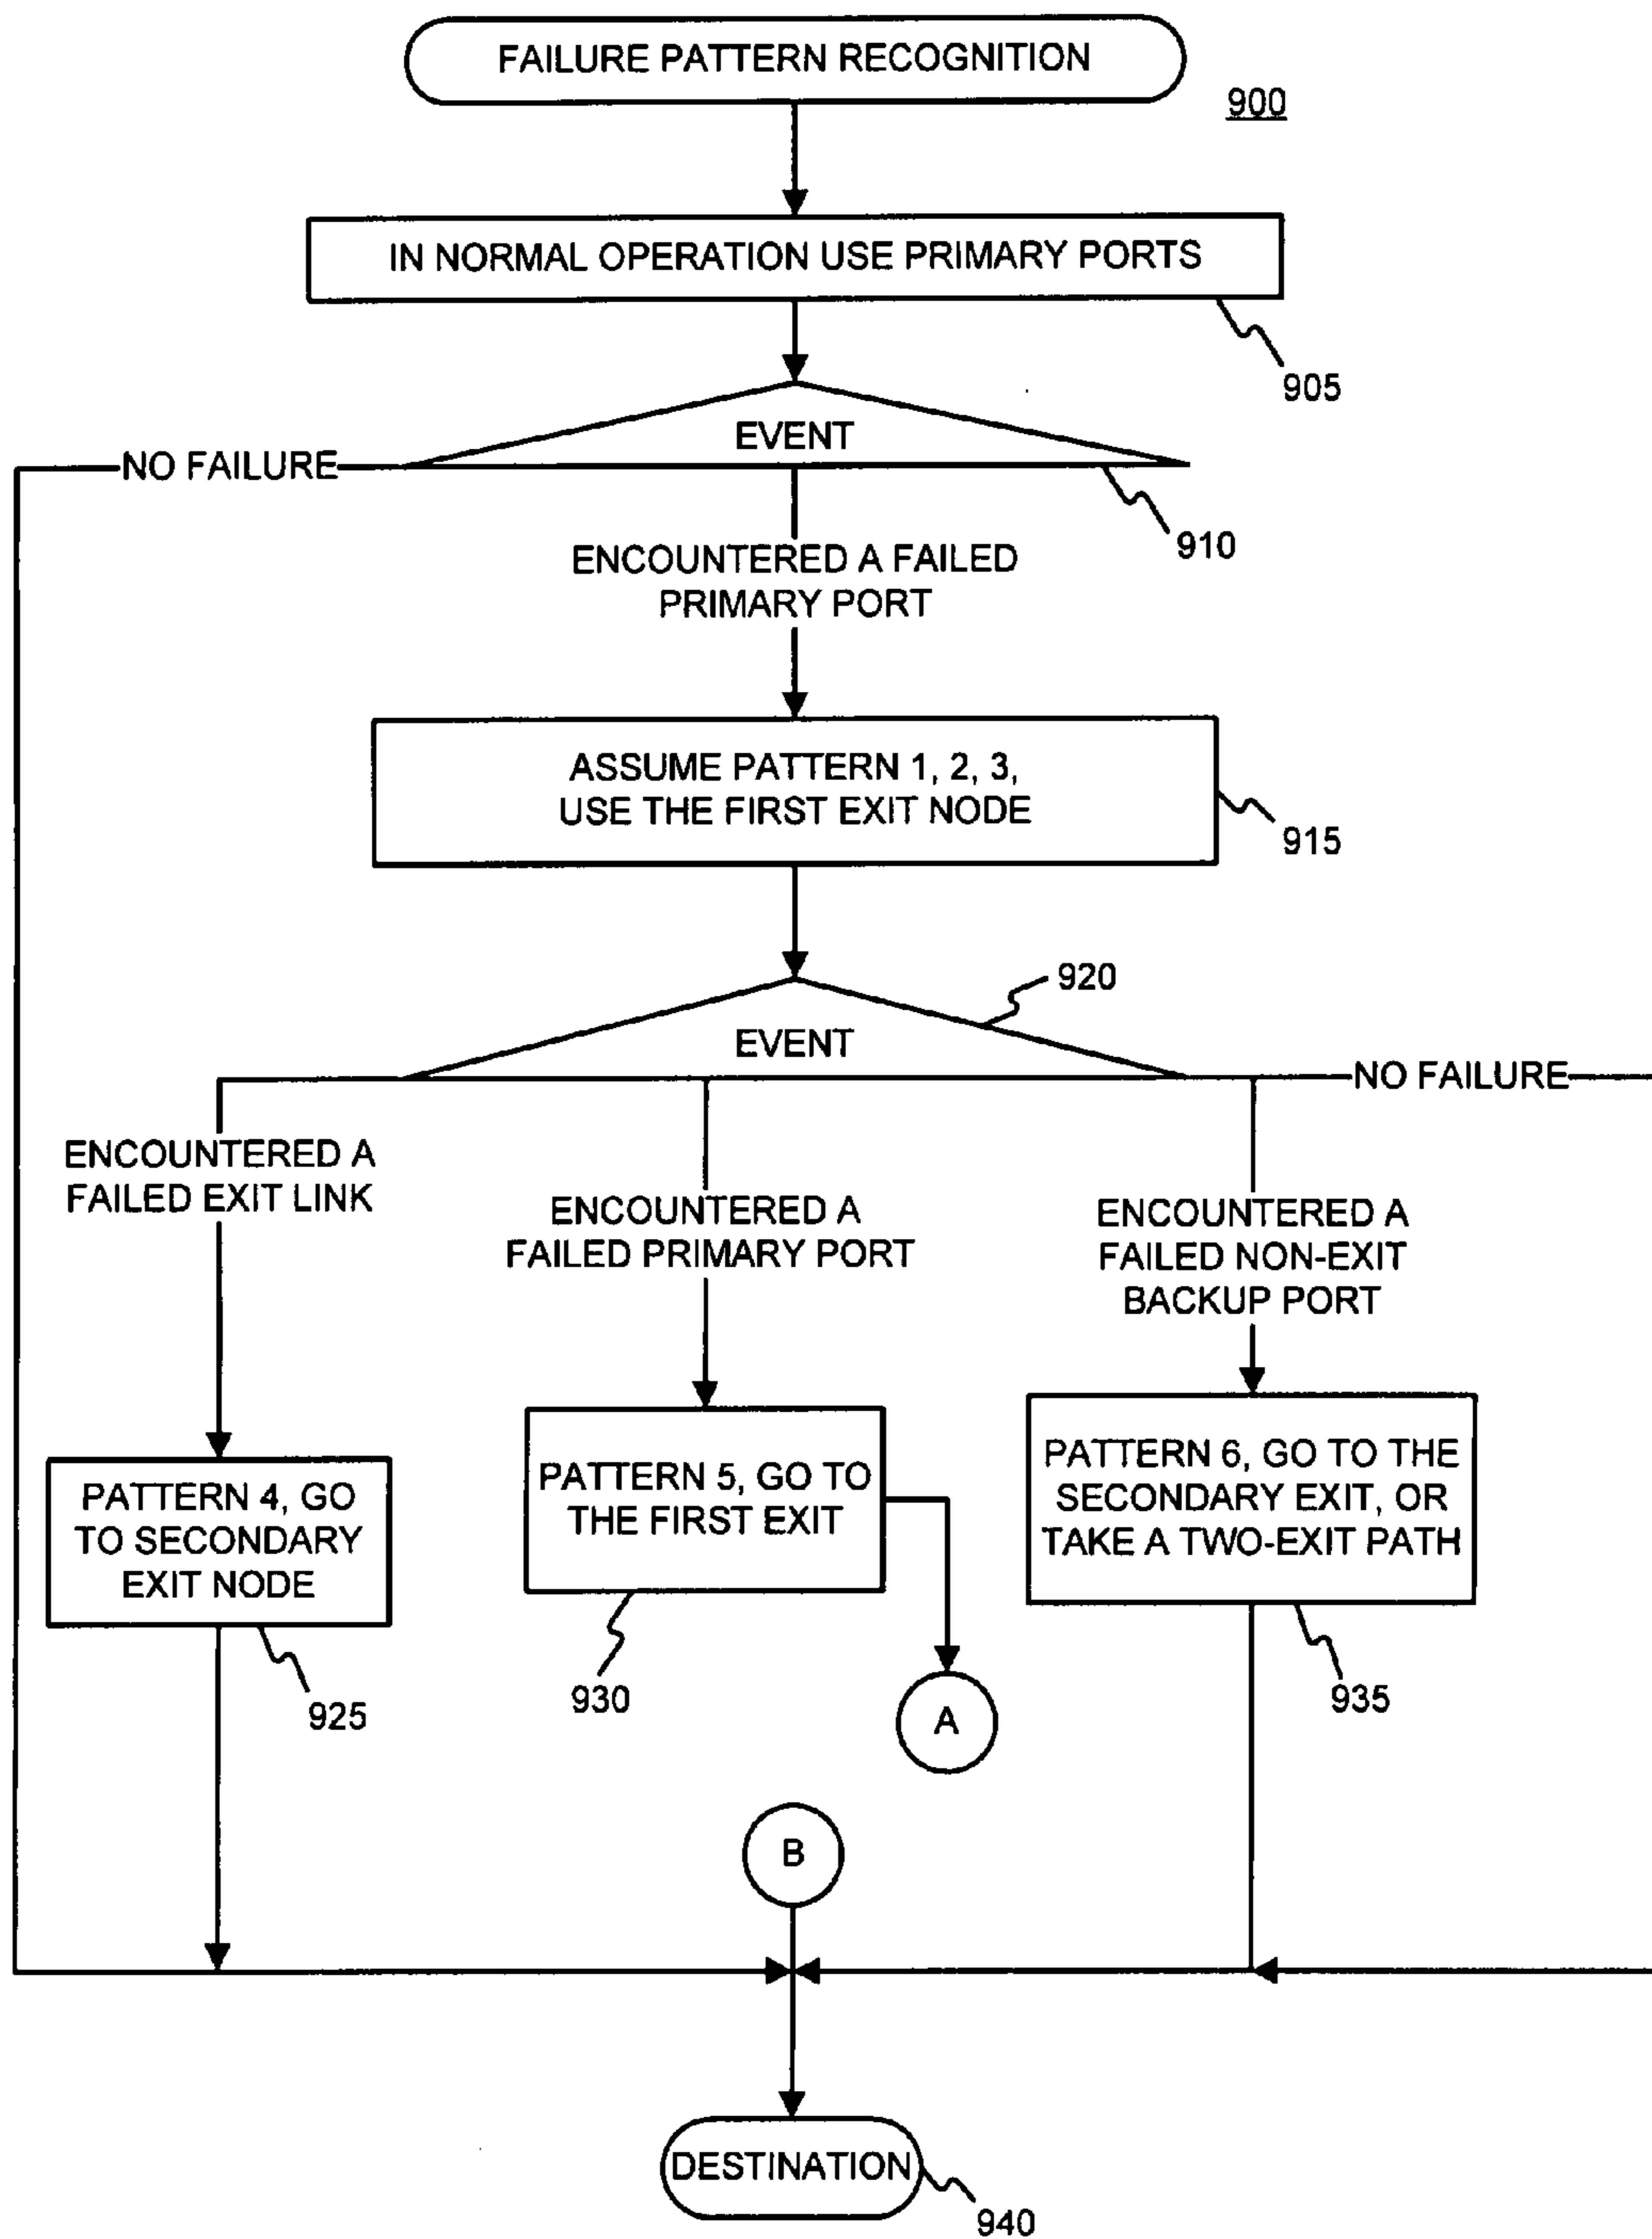 FAILURE PATTERN RECOGNITION
900
IN NORMAL OPERATION USE PRIMARY PORTS
905
EVENT
NO FAILURE
910
ENCOUNTERED A FAILED
PRIMARY PORT
ASSUME PATTERN 1, 2, 3,
USE THE FIRST EXIT NODE
915
920
EVENT
NO FAILURE
ENCOUNTERED A
FAILED EXIT LINK
ENCOUNTERED A
FAILED PRIMARY PORT
ENCOUNTERED A
FAILED NON-EXIT
BACKUP PORT
PATTERN 4, GO
TO SECONDARY
EXIT NODE
925
PATTERN 5, GO TO
THE FIRST EXIT
930
A
PATTERN 6, GO TO THE
SECONDARY EXIT, OR
TAKE A TWO-EXIT PATH
935
B
DESTINATION
940